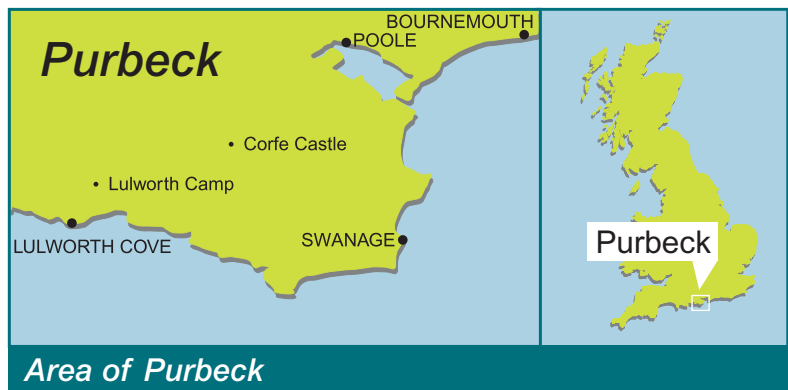 BOURNEMOUTH
POOLE
Purbeck
Corfe Castle
Lulworth Camp
LULWORTH COVE
SWANAGE
Purbeck
Area of Purbeck